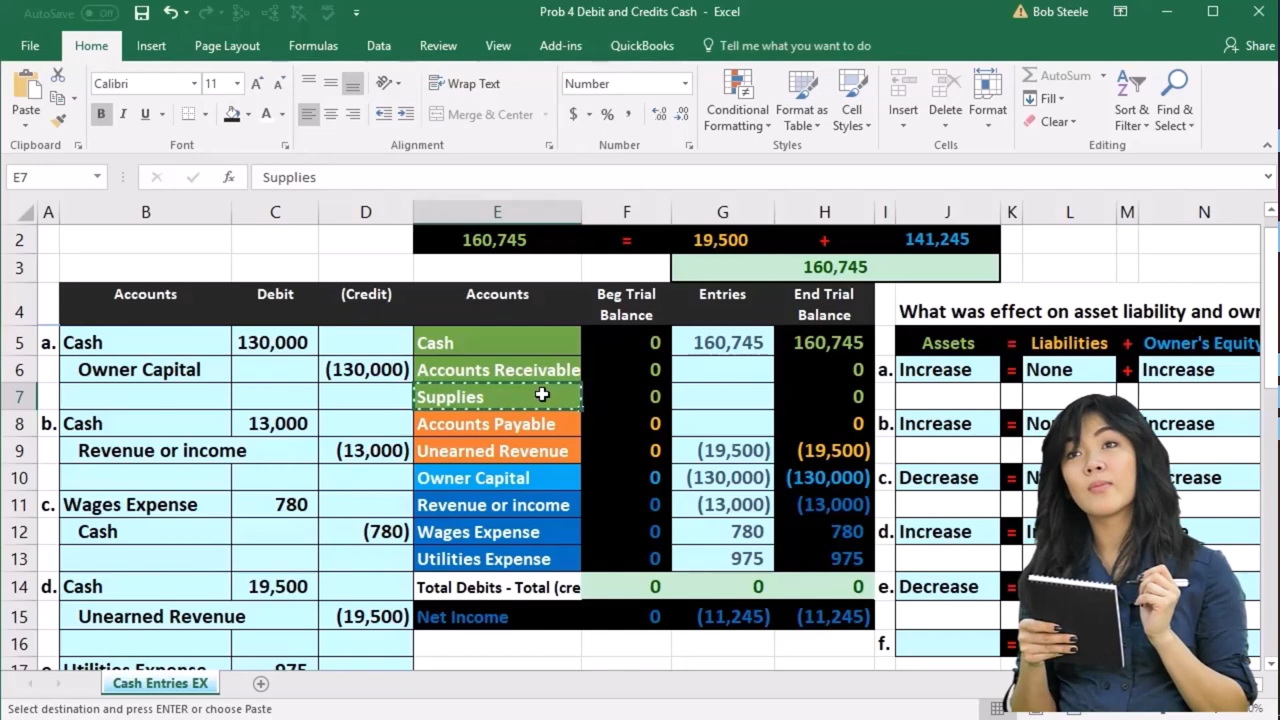 AutoSave Off Prob 4 Debit and Credits Cash - Excel Bob Steele
File Home Insert Page Layout Formulas Data Review View Add-ins QuickBooks Tell me what you want to do Share
Calibri 11 Wrap Text Number AutoSum
Paste B I U Merge & Center $ % , Conditional Formatting Format as Table Cell Styles Insert Delete Format Fill Clear Sort & Filter Find & Select
Clipboard Font Alignment Number Styles Cells Editing
E7 fx Supplies
A B C D E F G H I J K L M N
2 160,745 = 19,500 + 141,245
3 160,745
4 Accounts Debit (Credit) Accounts Beg Trial Balance Entries End Trial Balance What was effect on asset liability and owr
5 a. Cash 130,000 Cash 0 160,745 160,745 Assets = Liabilities + Owner's Equity
6 Owner Capital (130,000) Accounts Receivable 0 0 a. Increase = None + Increase
7 Supplies 0 0
8 b. Cash 13,000 Accounts Payable 0 0 b. Increase = ncrease
9 Revenue or income (13,000) Unearned Revenue 0 (19,500) (19,500)
10 Owner Capital 0 (130,000) (130,000) c. Decrease = crease
11 c. Wages Expense 780 Revenue or income 0 (13,000) (13,000)
12 Cash (780) Wages Expense 0 780 780 d. Increase =
13 Utilities Expense 0 975 975
14 d. Cash 19,500 Total Debits - Total (cre 0 0 0 e. Decrease =
15 Unearned Revenue (19,500) Net Income 0 (11,245) (11,245)
16 f. =
17 e. Utilities Expense 975
Cash Entries EX
Select destination and press ENTER or choose Paste 0%